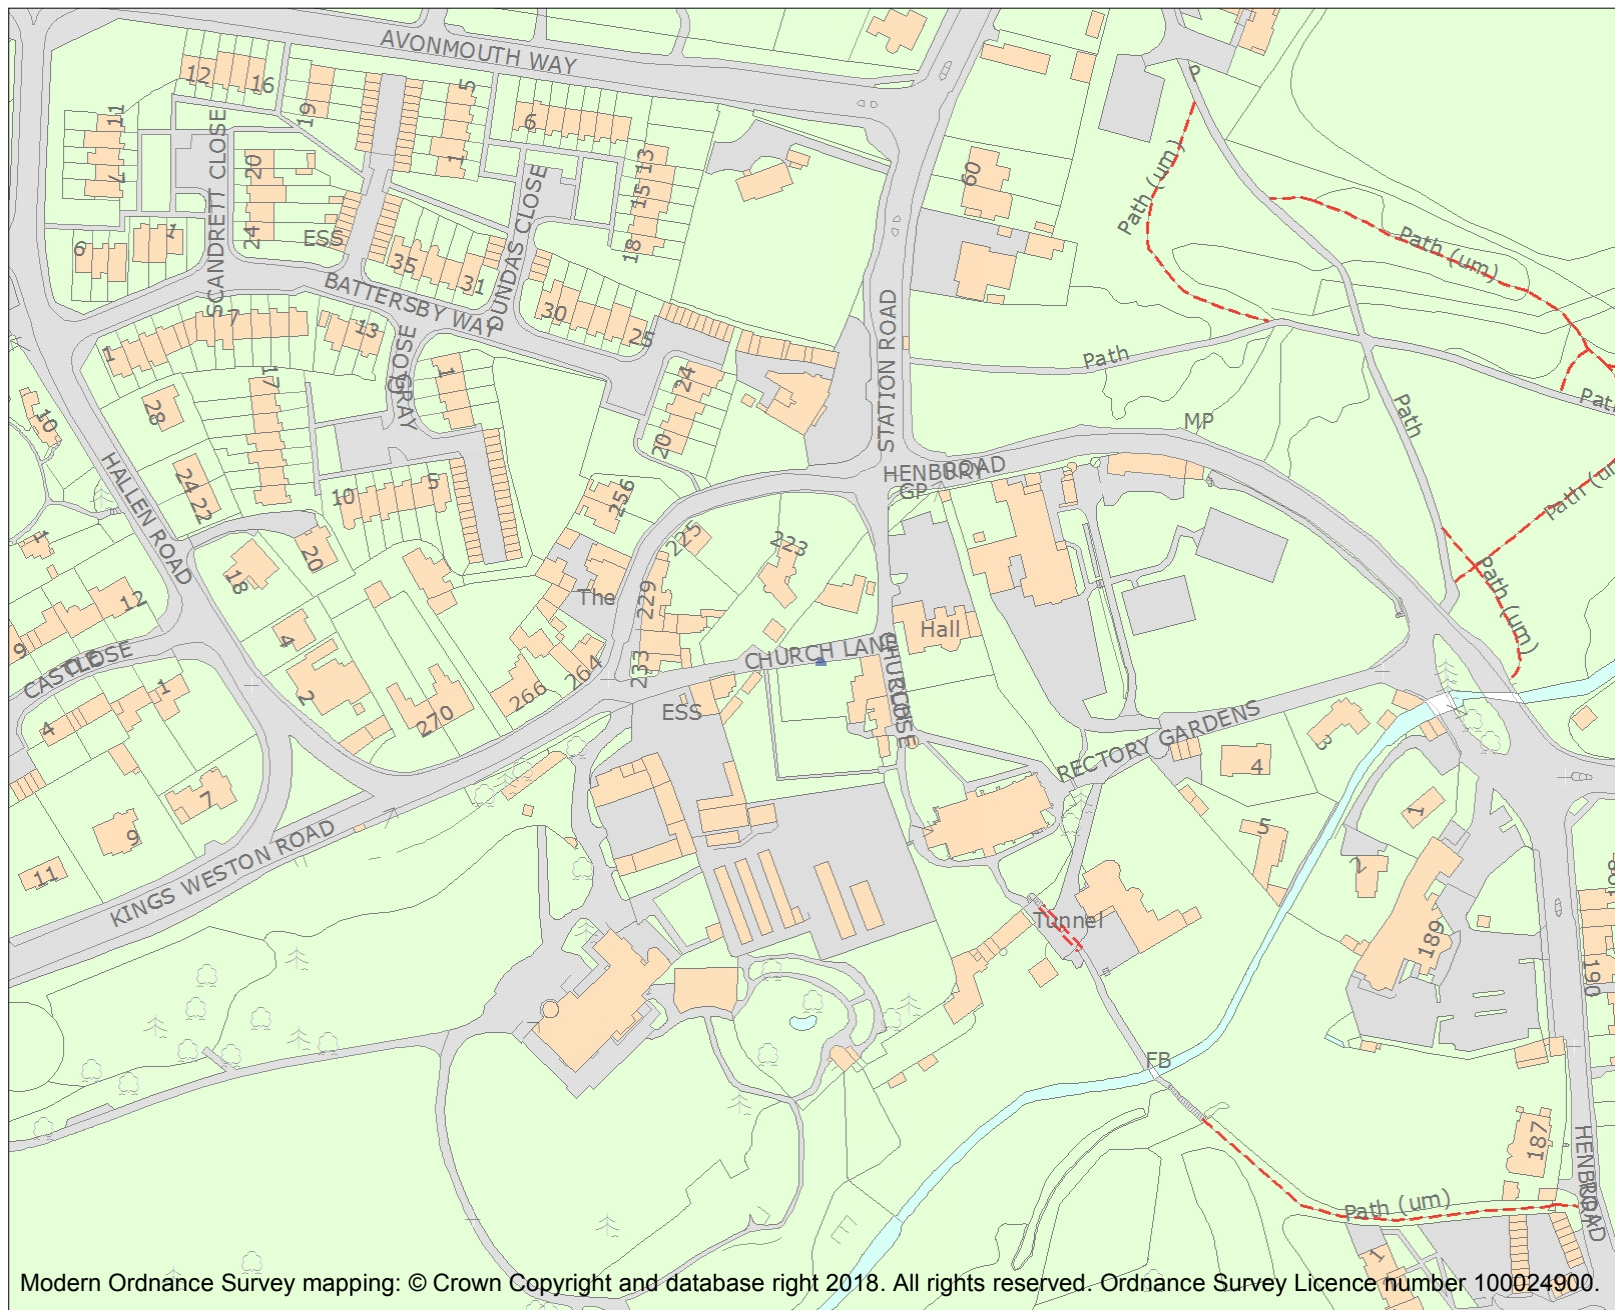 AVONMOUTH WAY
12
16
19
5
1
6
11
7
SCANDRETT CLOSE
20
24
ESS
6
1
13
15
18
DUNDAS CLOSE
35
31
BATTERSBY WAY
30
25
60
P
Path (um)
Path (um)
STATION ROAD
Path
Path
Path
MP
1
7
13
GRAY
CLOSE
1
17
28
10
24
20
24 22
HALLEN ROAD
10
5
256
HENBURY
ROAD
GP
225
223
The
229
233
Path (um)
Path (um)
1
20
18
12
9
CASTLE
CLOSE
4
2
1
4
270
266
264
CHURCH LANE
Hall
CHURCH
CLOSE
ESS
RECTORY GARDENS
3
4
5
1
2
7
9
11
KINGS WESTON ROAD
Tunnel
189
190
FB
187
HENBURY
ROAD
Path (um)
1
Modern Ordnance Survey mapping: © Crown Copyright and database right 2018. All rights reserved. Ordnance Survey Licence number 100024900.